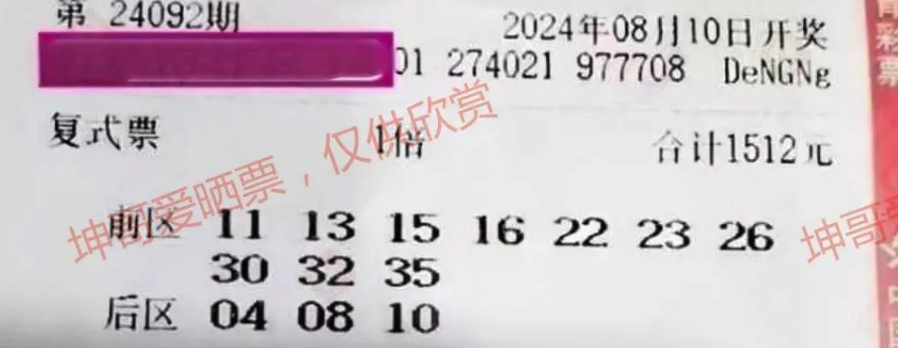 第 24092期
2024年08月10日开奖
01 274021 977708 DeNGNg
复式票 1倍 合计1512元
前区 11 13 15 16 22 23 26
30 32 35
后区 04 08 10
坤哥爱晒票，仅供欣赏
坤哥爱
彩票